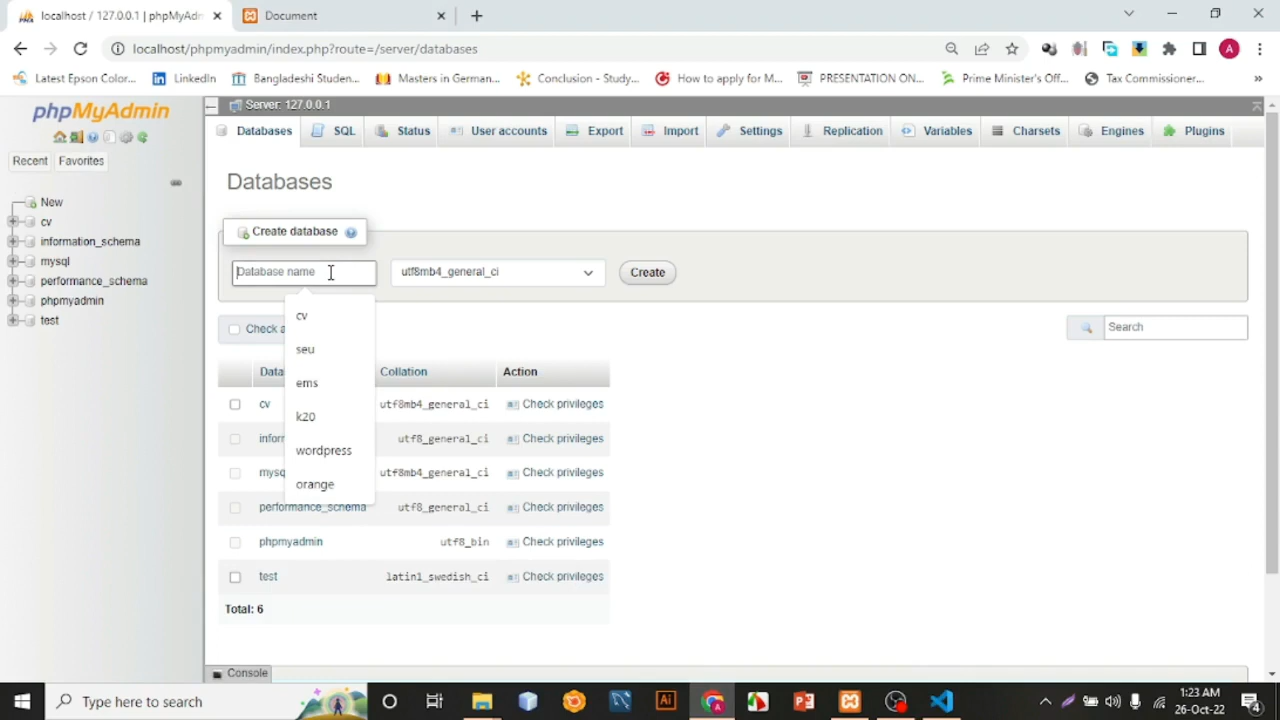 localhost / 127.0.0.1 | phpMyAdm
Document
localhost/phpmyadmin/index.php?route=/server/databases
A
Latest Epson Color...
LinkedIn
Bangladeshi Studen...
Masters in German...
Conclusion - Study...
How to apply for M...
PRESENTATION ON...
Prime Minister's Off...
Tax Commissioner...
»
phpMyAdmin
Recent
Favorites
New
cv
information_schema
mysql
performance_schema
phpmyadmin
test
Server: 127.0.0.1
Databases
SQL
Status
User accounts
Export
Import
Settings
Replication
Variables
Charsets
Engines
Plugins
Databases
Create database
Database name
utf8mb4_general_ci
Create
cv
seu
ems
k20
wordpress
orange
Check a
Search
Data
Collation
Action
cv
utf8mb4_general_ci
Check privileges
infor
utf8_general_ci
Check privileges
mysq
utf8mb4_general_ci
Check privileges
performance_schema
utf8_general_ci
Check privileges
phpmyadmin
utf8_bin
Check privileges
test
latin1_swedish_ci
Check privileges
Total: 6
Console
Type here to search
Ai
1:23 AM
26-Oct-22
4